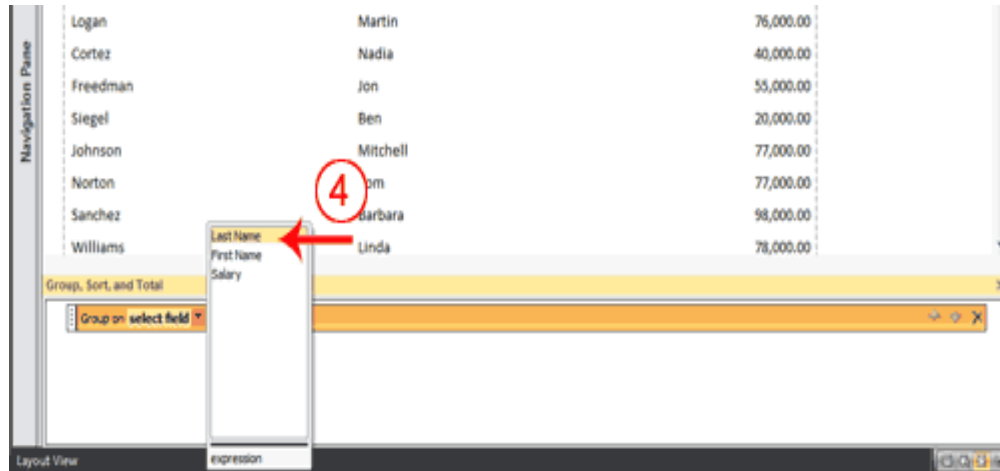 Navigation Pane
Logan Martin 76,000.00
Cortez Nadia 40,000.00
Freedman Jon 55,000.00
Siegel Ben 20,000.00
Johnson Mitchell 77,000.00
Norton 77,000.00
4
Sanchez Barbara 98,000.00
Williams Linda 78,000.00
Last Name
First Name
Salary
Group, Sort, and Total
Group on select field
expression
Layout View